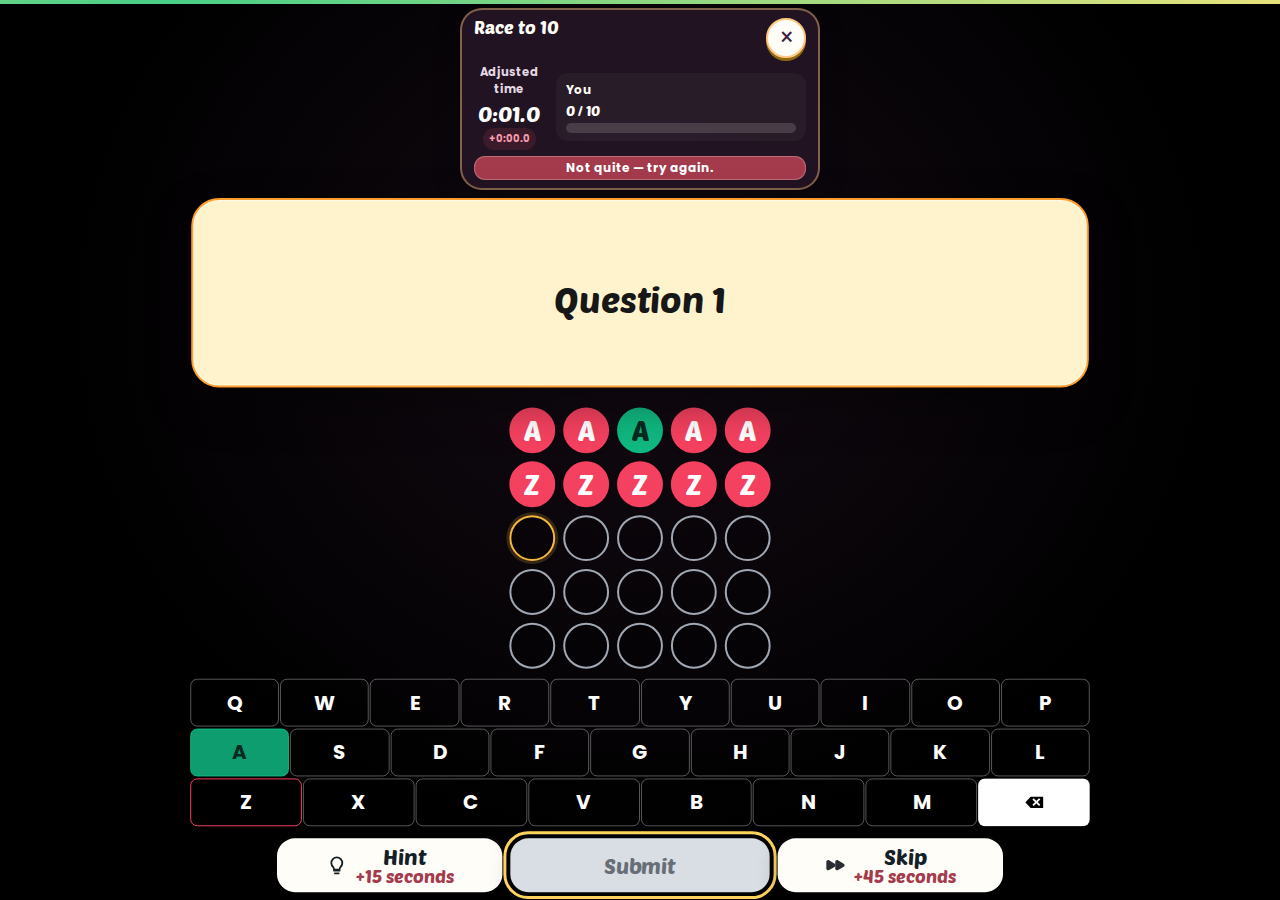 Race to 10
×
Adjusted
time
0:01.0
+0:00.0
You
0 / 10
Not quite — try again.
Question 1
A A A A A
Z Z Z Z Z
Q W E R T Y U I O P
A S D F G H J K L
Z X C V B N M
Hint
+15 seconds
Submit
Skip
+45 seconds